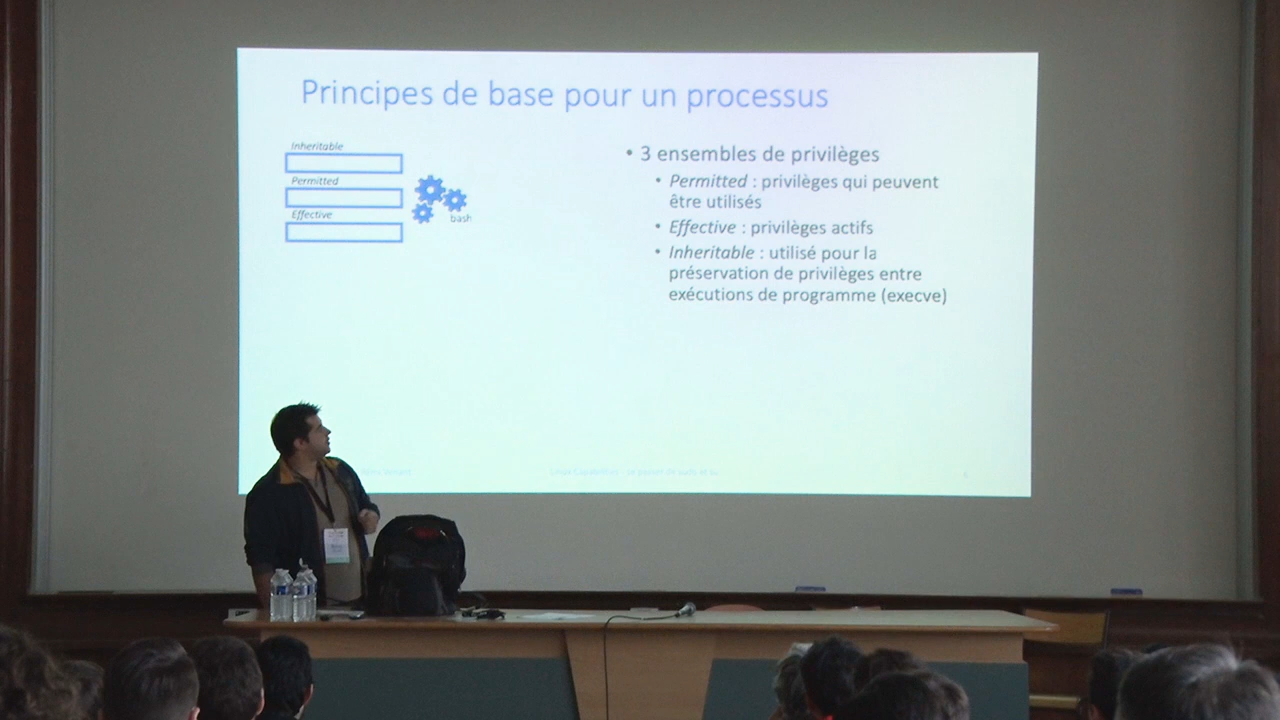 Principes de base pour un processus
Inheritable
Permitted
Effective
bash
• 3 ensembles de privilèges
• Permitted : privilèges qui peuvent
être utilisés
• Effective : privilèges actifs
• Inheritable : utilisé pour la
préservation de privilèges entre
exécutions de programme (execve)